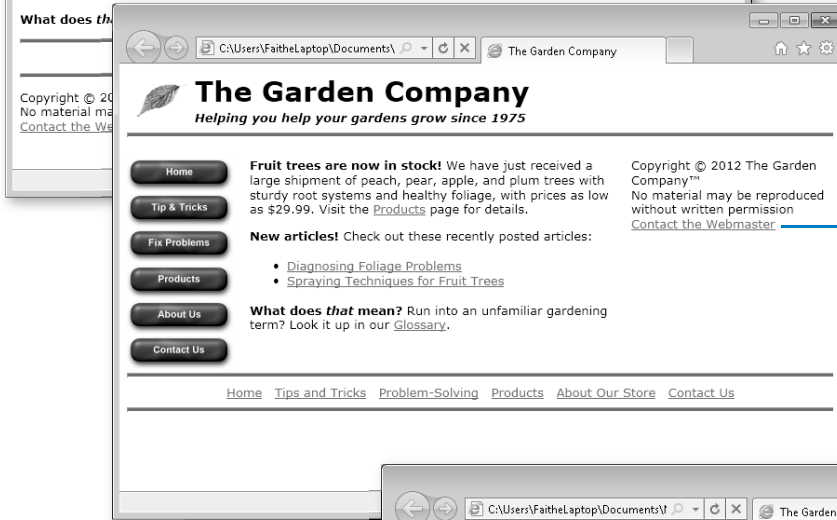 What does
Copyright ©
No material
Contact the
C:\Users\FaitheLaptop\Documents\
The Garden Company
The Garden Company
Helping you help your gardens grow since 1975
Home
Tip & Tricks
Fix Problems
Products
About Us
Contact Us
Fruit trees are now in stock! We have just received a
large shipment of peach, pear, apple, and plum trees with
sturdy root systems and healthy foliage, with prices as low
as $29.99. Visit the Products page for details.
New articles! Check out these recently posted articles:
• Diagnosing Foliage Problems
• Spraying Techniques for Fruit Trees
What does that mean? Run into an unfamiliar gardening
term? Look it up in our Glossary.
Copyright © 2012 The Garden
Company™
No material may be reproduced
without written permission
Contact the Webmaster
Home Tips and Tricks Problem-Solving Products About Our Store Contact Us
C:\Users\FaitheLaptop\Documents\
The Garden